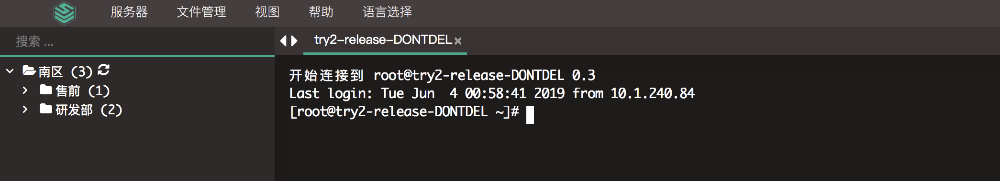 服务器 文件管理 视图 帮助 语言选择
搜索 ...
try2-release-DONTDEL
南区 (3)
售前 (1)
研发部 (2)
开始连接到 root@try2-release-DONTDEL 0.3
Last login: Tue Jun  4 00:58:41 2019 from 10.1.240.84
[root@try2-release-DONTDEL ~]#